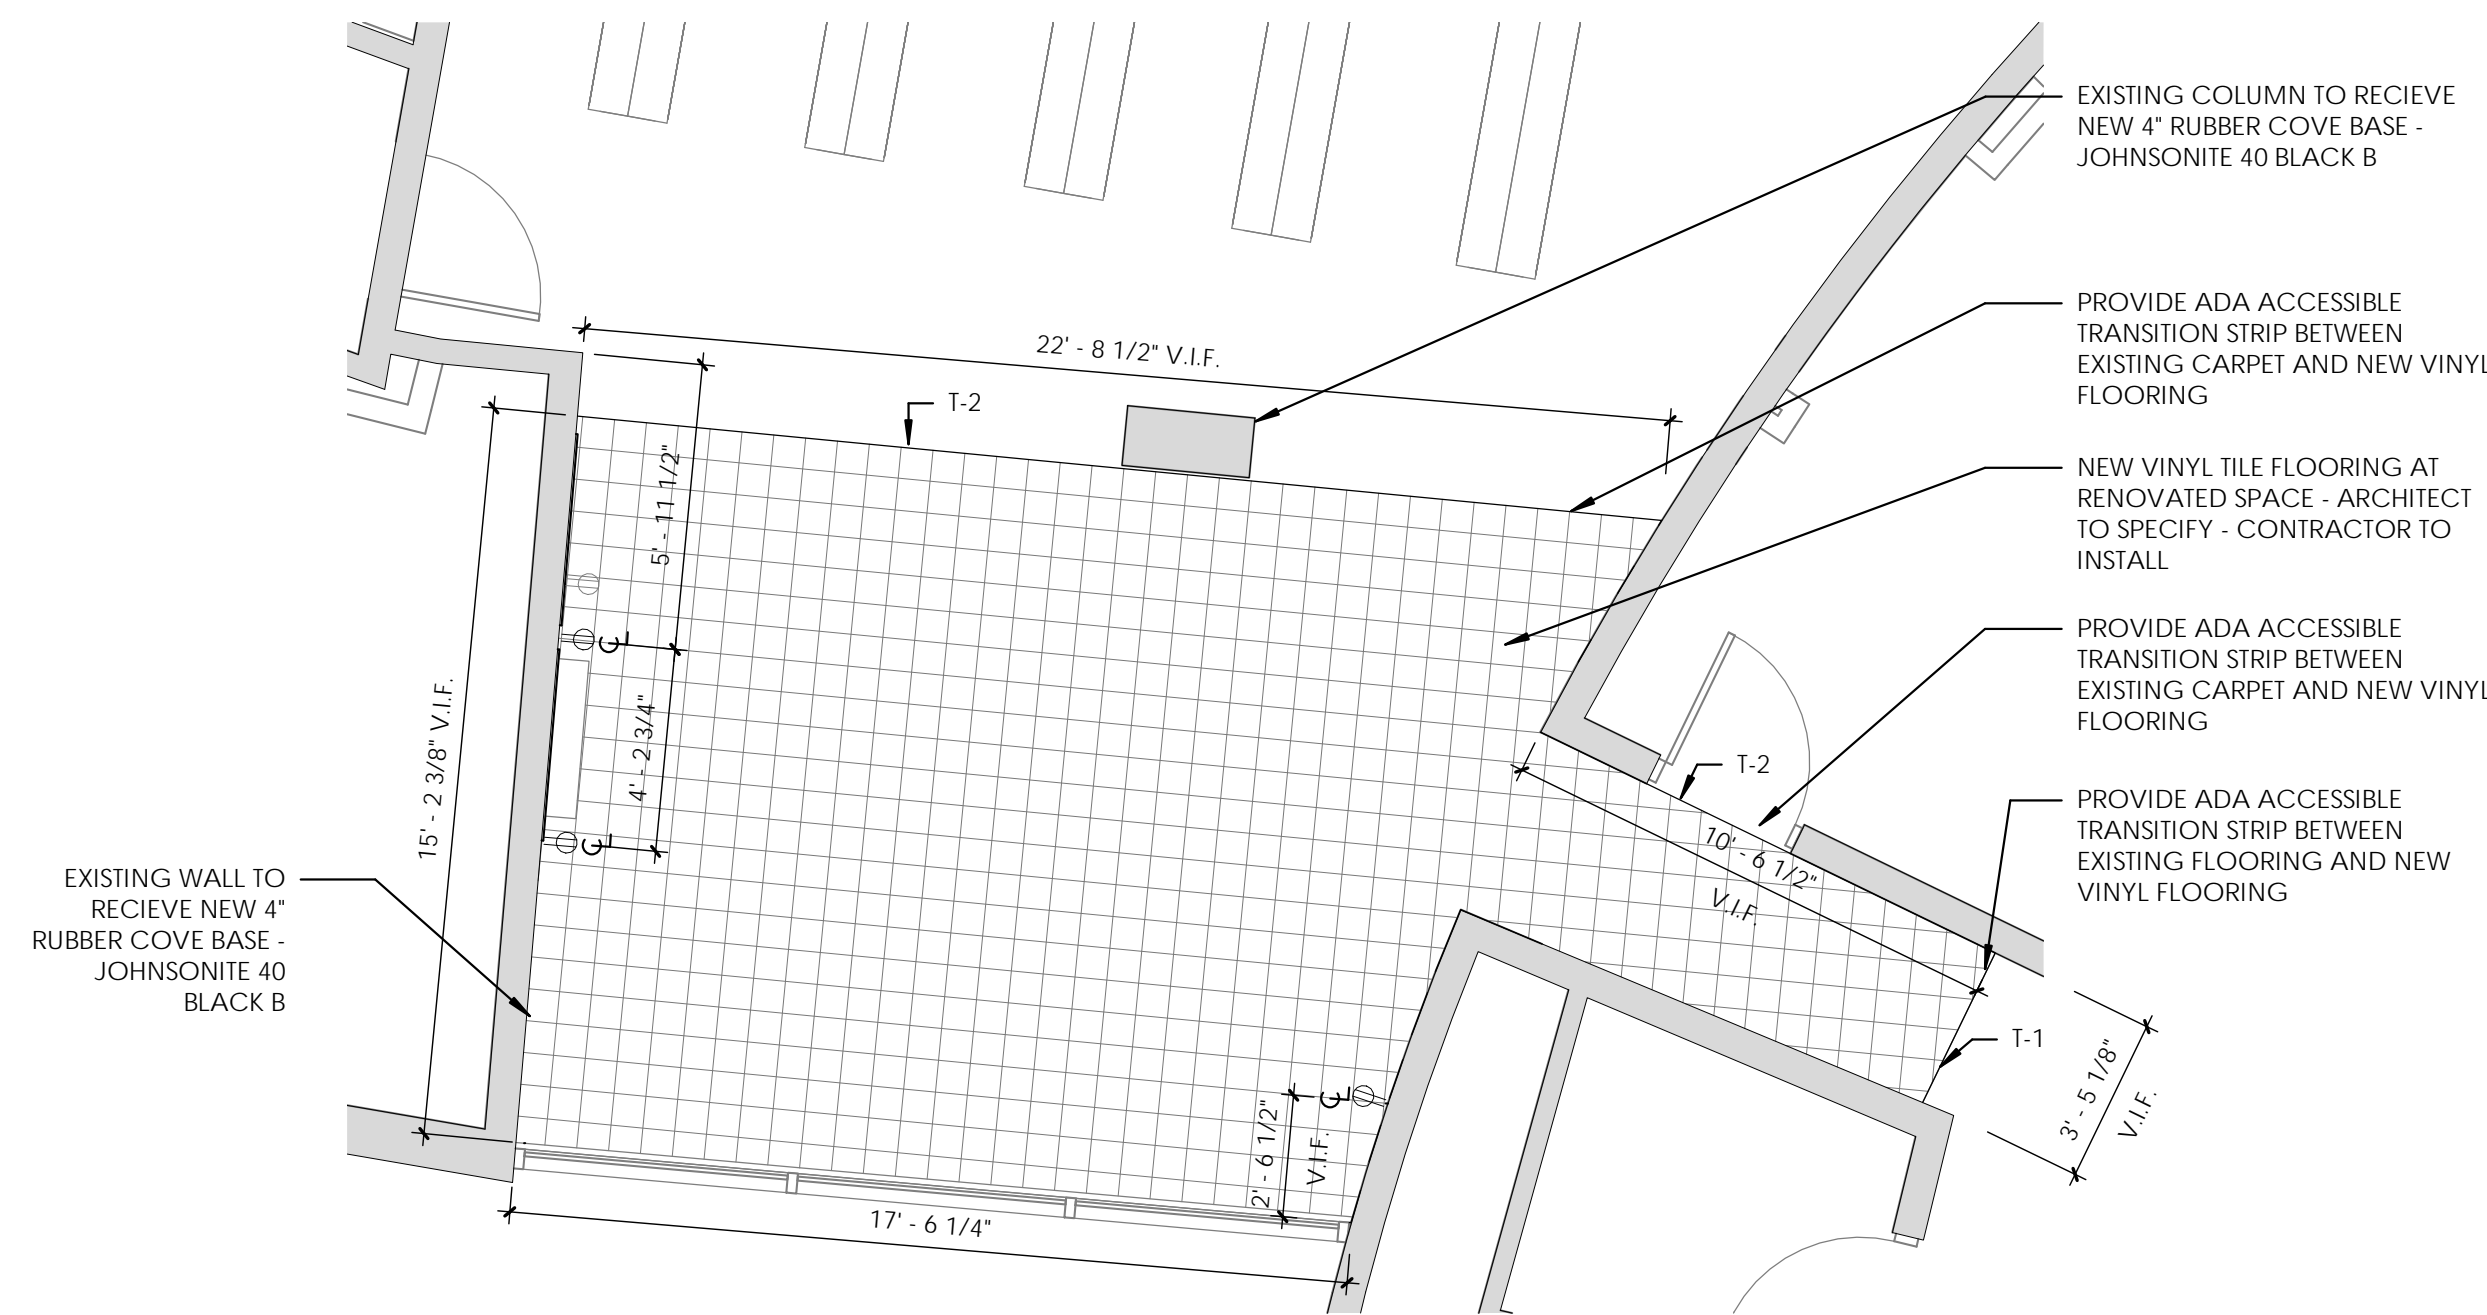 EXISTING COLUMN TO RECIEVE
NEW 4" RUBBER COVE BASE -
JOHNSONITE 40 BLACK B
PROVIDE ADA ACCESSIBLE
TRANSITION STRIP BETWEEN
EXISTING CARPET AND NEW VINYL
FLOORING
22' - 8 1/2" V.I.F.
T-2
5' - 11 1/2"
NEW VINYL TILE FLOORING AT
RENOVATED SPACE - ARCHITECT
TO SPECIFY - CONTRACTOR TO
INSTALL
CL
PROVIDE ADA ACCESSIBLE
TRANSITION STRIP BETWEEN
EXISTING CARPET AND NEW VINYL
FLOORING
4' - 2 3/4"
15' - 2 3/8" V.I.F.
T-2
PROVIDE ADA ACCESSIBLE
TRANSITION STRIP BETWEEN
EXISTING FLOORING AND NEW
VINYL FLOORING
CL
10' - 6 1/2"
V.I.F.
EXISTING WALL TO
RECIEVE NEW 4"
RUBBER COVE BASE -
JOHNSONITE 40
BLACK B
T-1
3' - 5 1/8"
V.I.F.
CL
2' - 6 1/2"
V.I.F.
17' - 6 1/4"